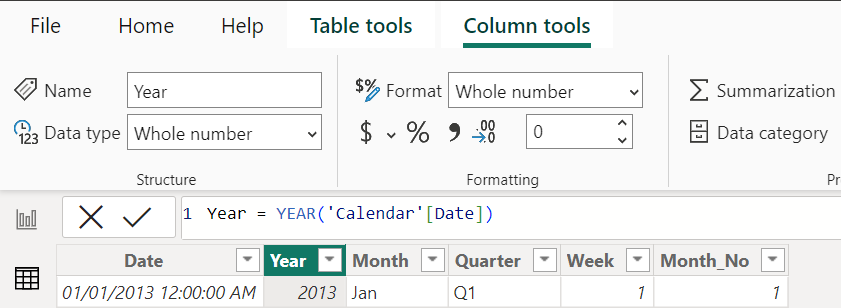 File Home Help Table tools Column tools
Name Year $% Format Whole number Summarization
123 Data type Whole number $ % .00 0 Data category
Structure Formatting Pr
1 Year = YEAR('Calendar'[Date])
Date Year Month Quarter Week Month_No
01/01/2013 12:00:00 AM 2013 Jan Q1 1 1